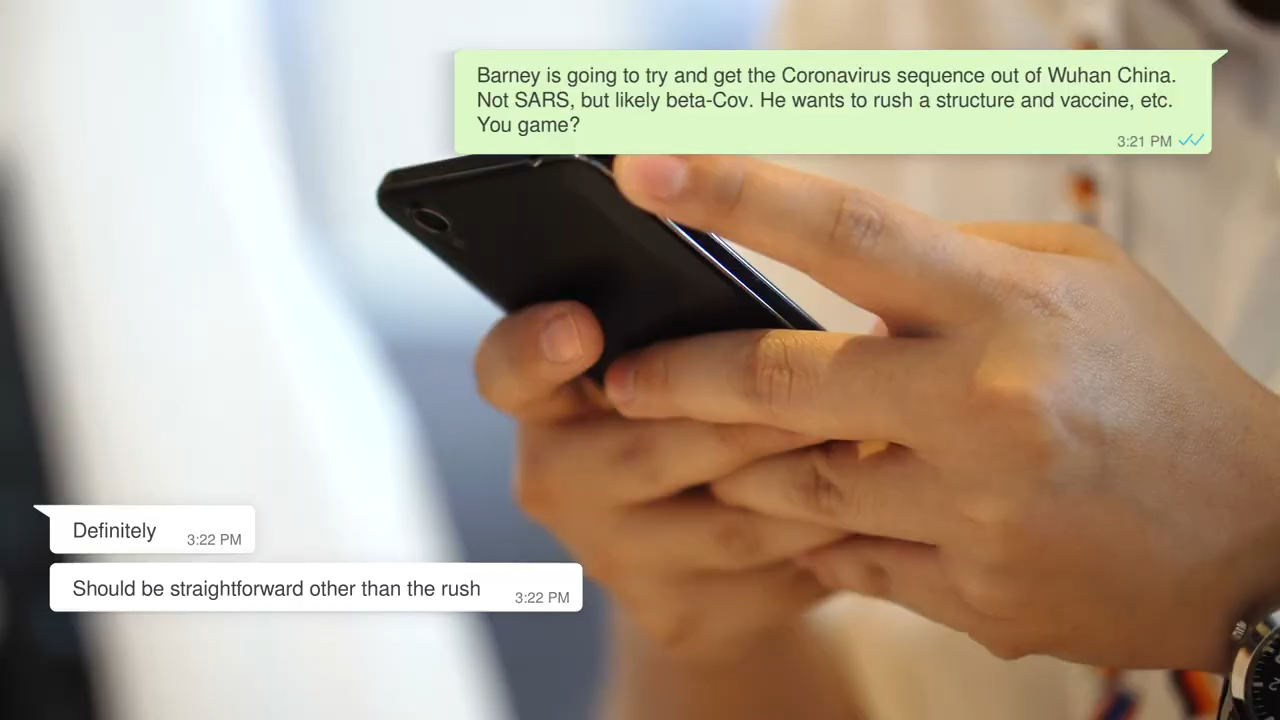 Barney is going to try and get the Coronavirus sequence out of Wuhan China.
Not SARS, but likely beta-Cov. He wants to rush a structure and vaccine, etc.
You game?
3:21 PM
Definitely
3:22 PM
Should be straightforward other than the rush
3:22 PM